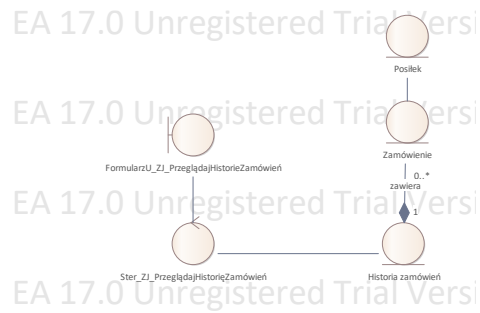 EA 17.0 Unregistered Trial Versi
Posiłek
EA 17.0 Unregistered Trial Versi
Zamówienie
FormularzU_ZJ_PrzeglądajHistorieZamówień
0..*
zawiera
EA 17.0 Unregistered Trial Versi
1
Ster_ZJ_PrzeglądajHistorięZamówień
Historia zamówień
EA 17.0 Unregistered Trial Versi